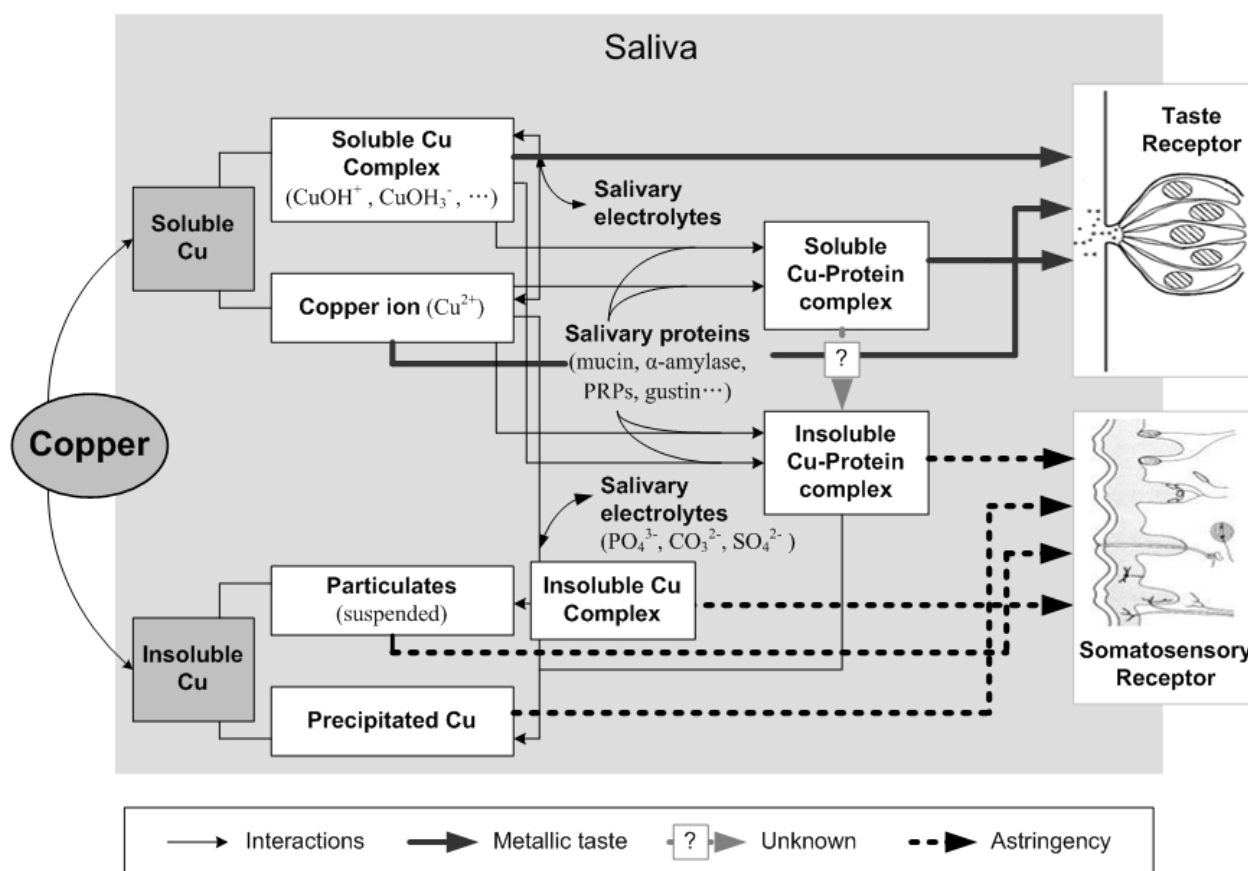 Saliva
Soluble Cu
Complex
(CuOH⁺ , CuOH₃⁻ , ⋯)
Taste
Receptor
Salivary
electrolytes
Soluble
Cu
Soluble
Cu-Protein
complex
Copper ion (Cu²⁺)
Salivary proteins
(mucin, α-amylase,
PRPs, gustin⋯)
?
Copper
Insoluble
Cu-Protein
complex
Salivary
electrolytes
(PO₄³⁻, CO₃²⁻, SO₄²⁻ )
Particulates
(suspended)
Insoluble Cu
Complex
Insoluble
Cu
Somatosensory
Receptor
Precipitated Cu
Interactions
Metallic taste
?
Unknown
Astringency